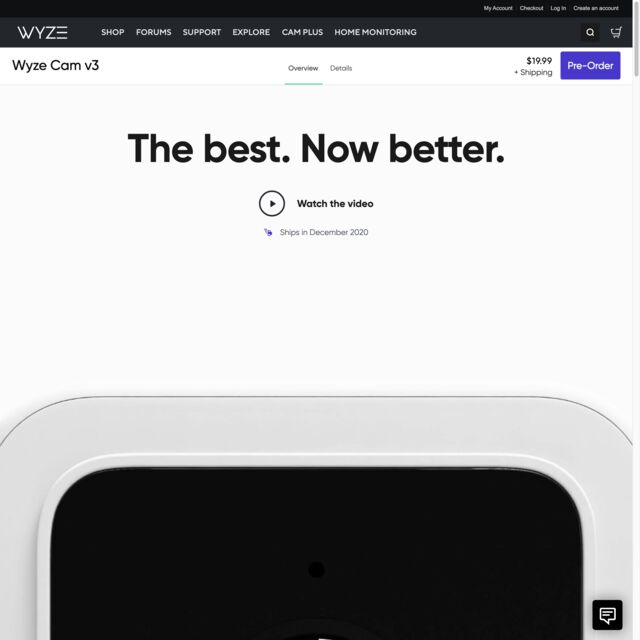 My Account Checkout Log In Create an account
WYZE SHOP FORUMS SUPPORT EXPLORE CAM PLUS HOME MONITORING
Wyze Cam v3
Overview Details
$19.99
+ Shipping
Pre-Order
The best. Now better.
Watch the video
Ships in December 2020